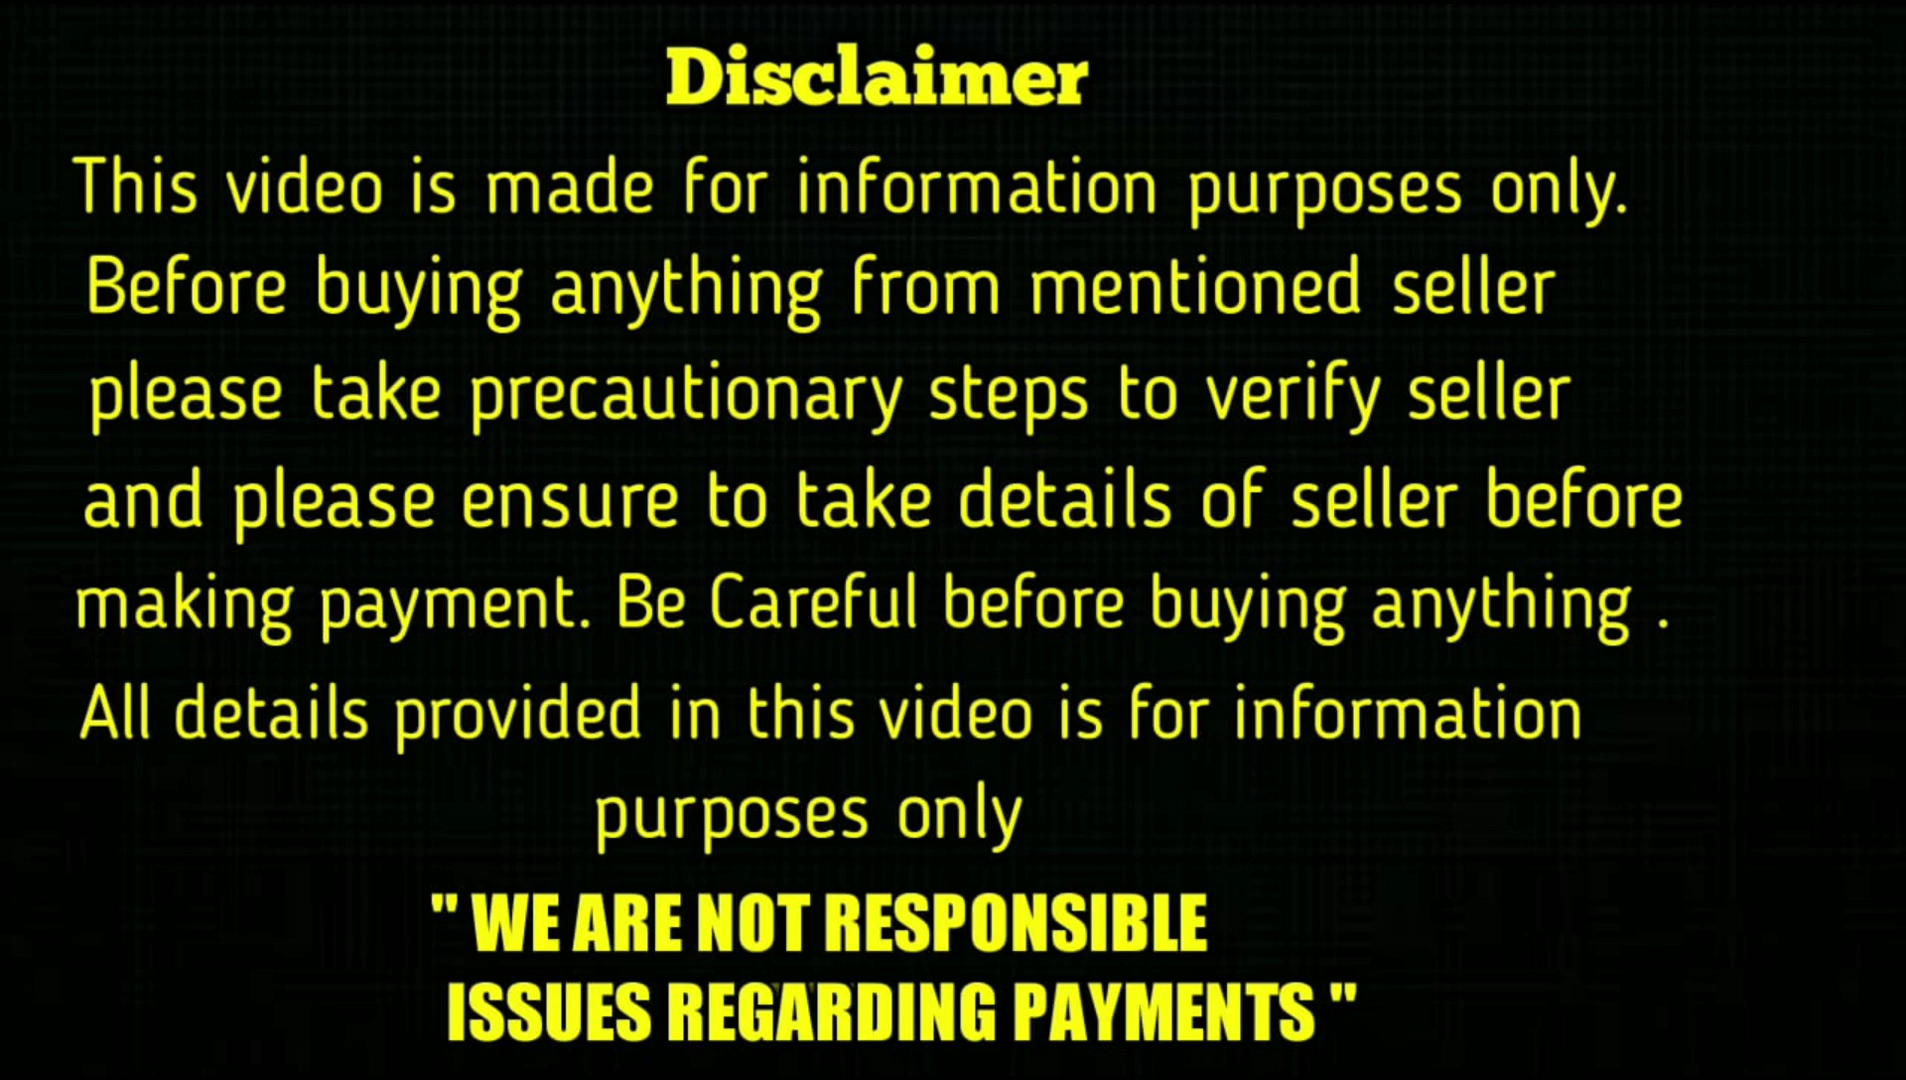 Disclaimer
This video is made for information purposes only.
Before buying anything from mentioned seller
please take precautionary steps to verify seller
and please ensure to take details of seller before
making payment. Be Careful before buying anything .
All details provided in this video is for information
purposes only
" WE ARE NOT RESPONSIBLE
ISSUES REGARDING PAYMENTS "